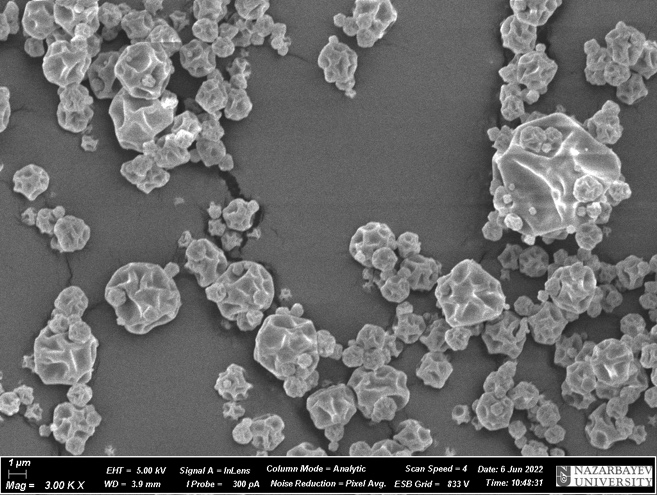 1 µm
Mag = 3.00 K X
EHT = 5.00 kV
WD = 3.9 mm
Signal A = InLens
I Probe = 300 pA
Column Mode = Analytic
Noise Reduction = Pixel Avg.
Scan Speed = 4
ESB Grid = 833 V
Date: 6 Jun 2022
Time: 10:48:31
NAZARBAYEV
UNIVERSITY